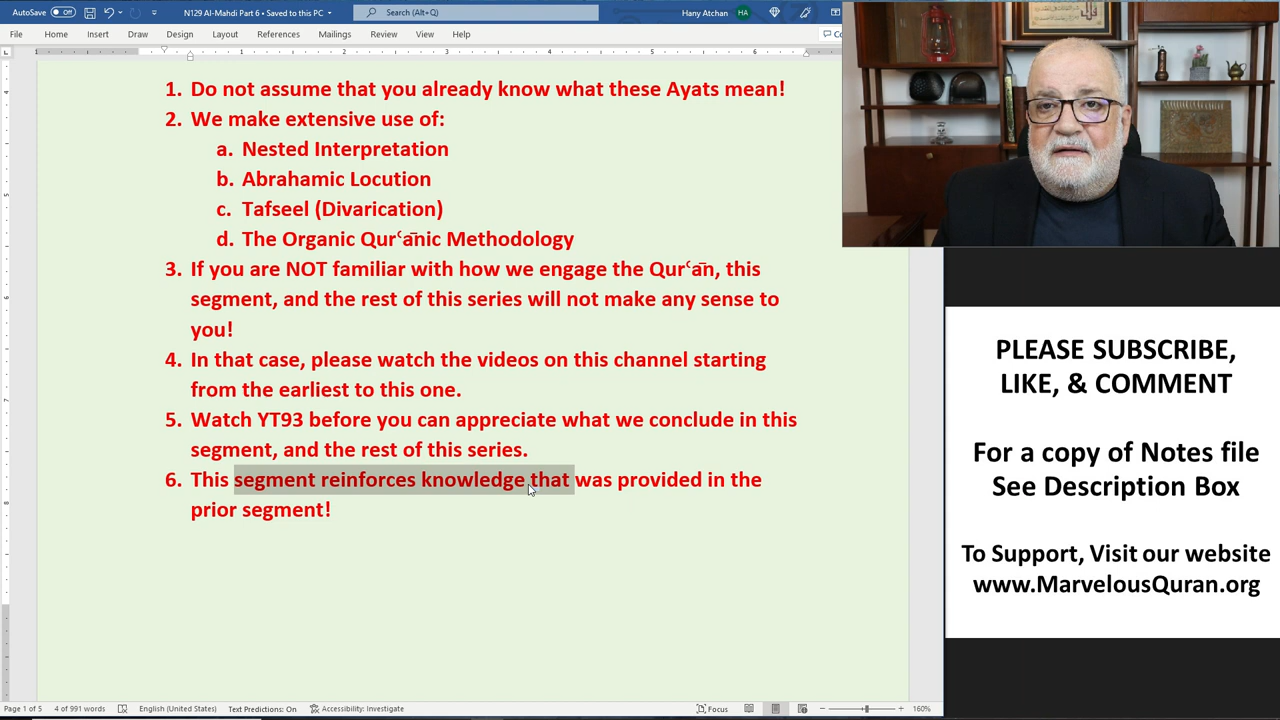 AutoSave Off
N129 Al-Mahdi Part 6 • Saved to this PC
Search (Alt+Q)
Hany Atchan
HA
File Home Insert Draw Design Layout References Mailings Review View Help
1. Do not assume that you already know what these Ayats mean!
2. We make extensive use of:
a. Nested Interpretation
b. Abrahamic Locution
c. Tafseel (Divarication)
d. The Organic Qurʿānic Methodology
3. If you are NOT familiar with how we engage the Qurʿān, this
segment, and the rest of this series will not make any sense to
you!
4. In that case, please watch the videos on this channel starting
from the earliest to this one.
5. Watch YT93 before you can appreciate what we conclude in this
segment, and the rest of this series.
6. This segment reinforces knowledge that was provided in the
prior segment!
PLEASE SUBSCRIBE,
LIKE, & COMMENT
For a copy of Notes file
See Description Box
To Support, Visit our website
www.MarvelousQuran.org
Page 1 of 5 4 of 991 words English (United States) Text Predictions: On Accessibility: Investigate Focus 160%